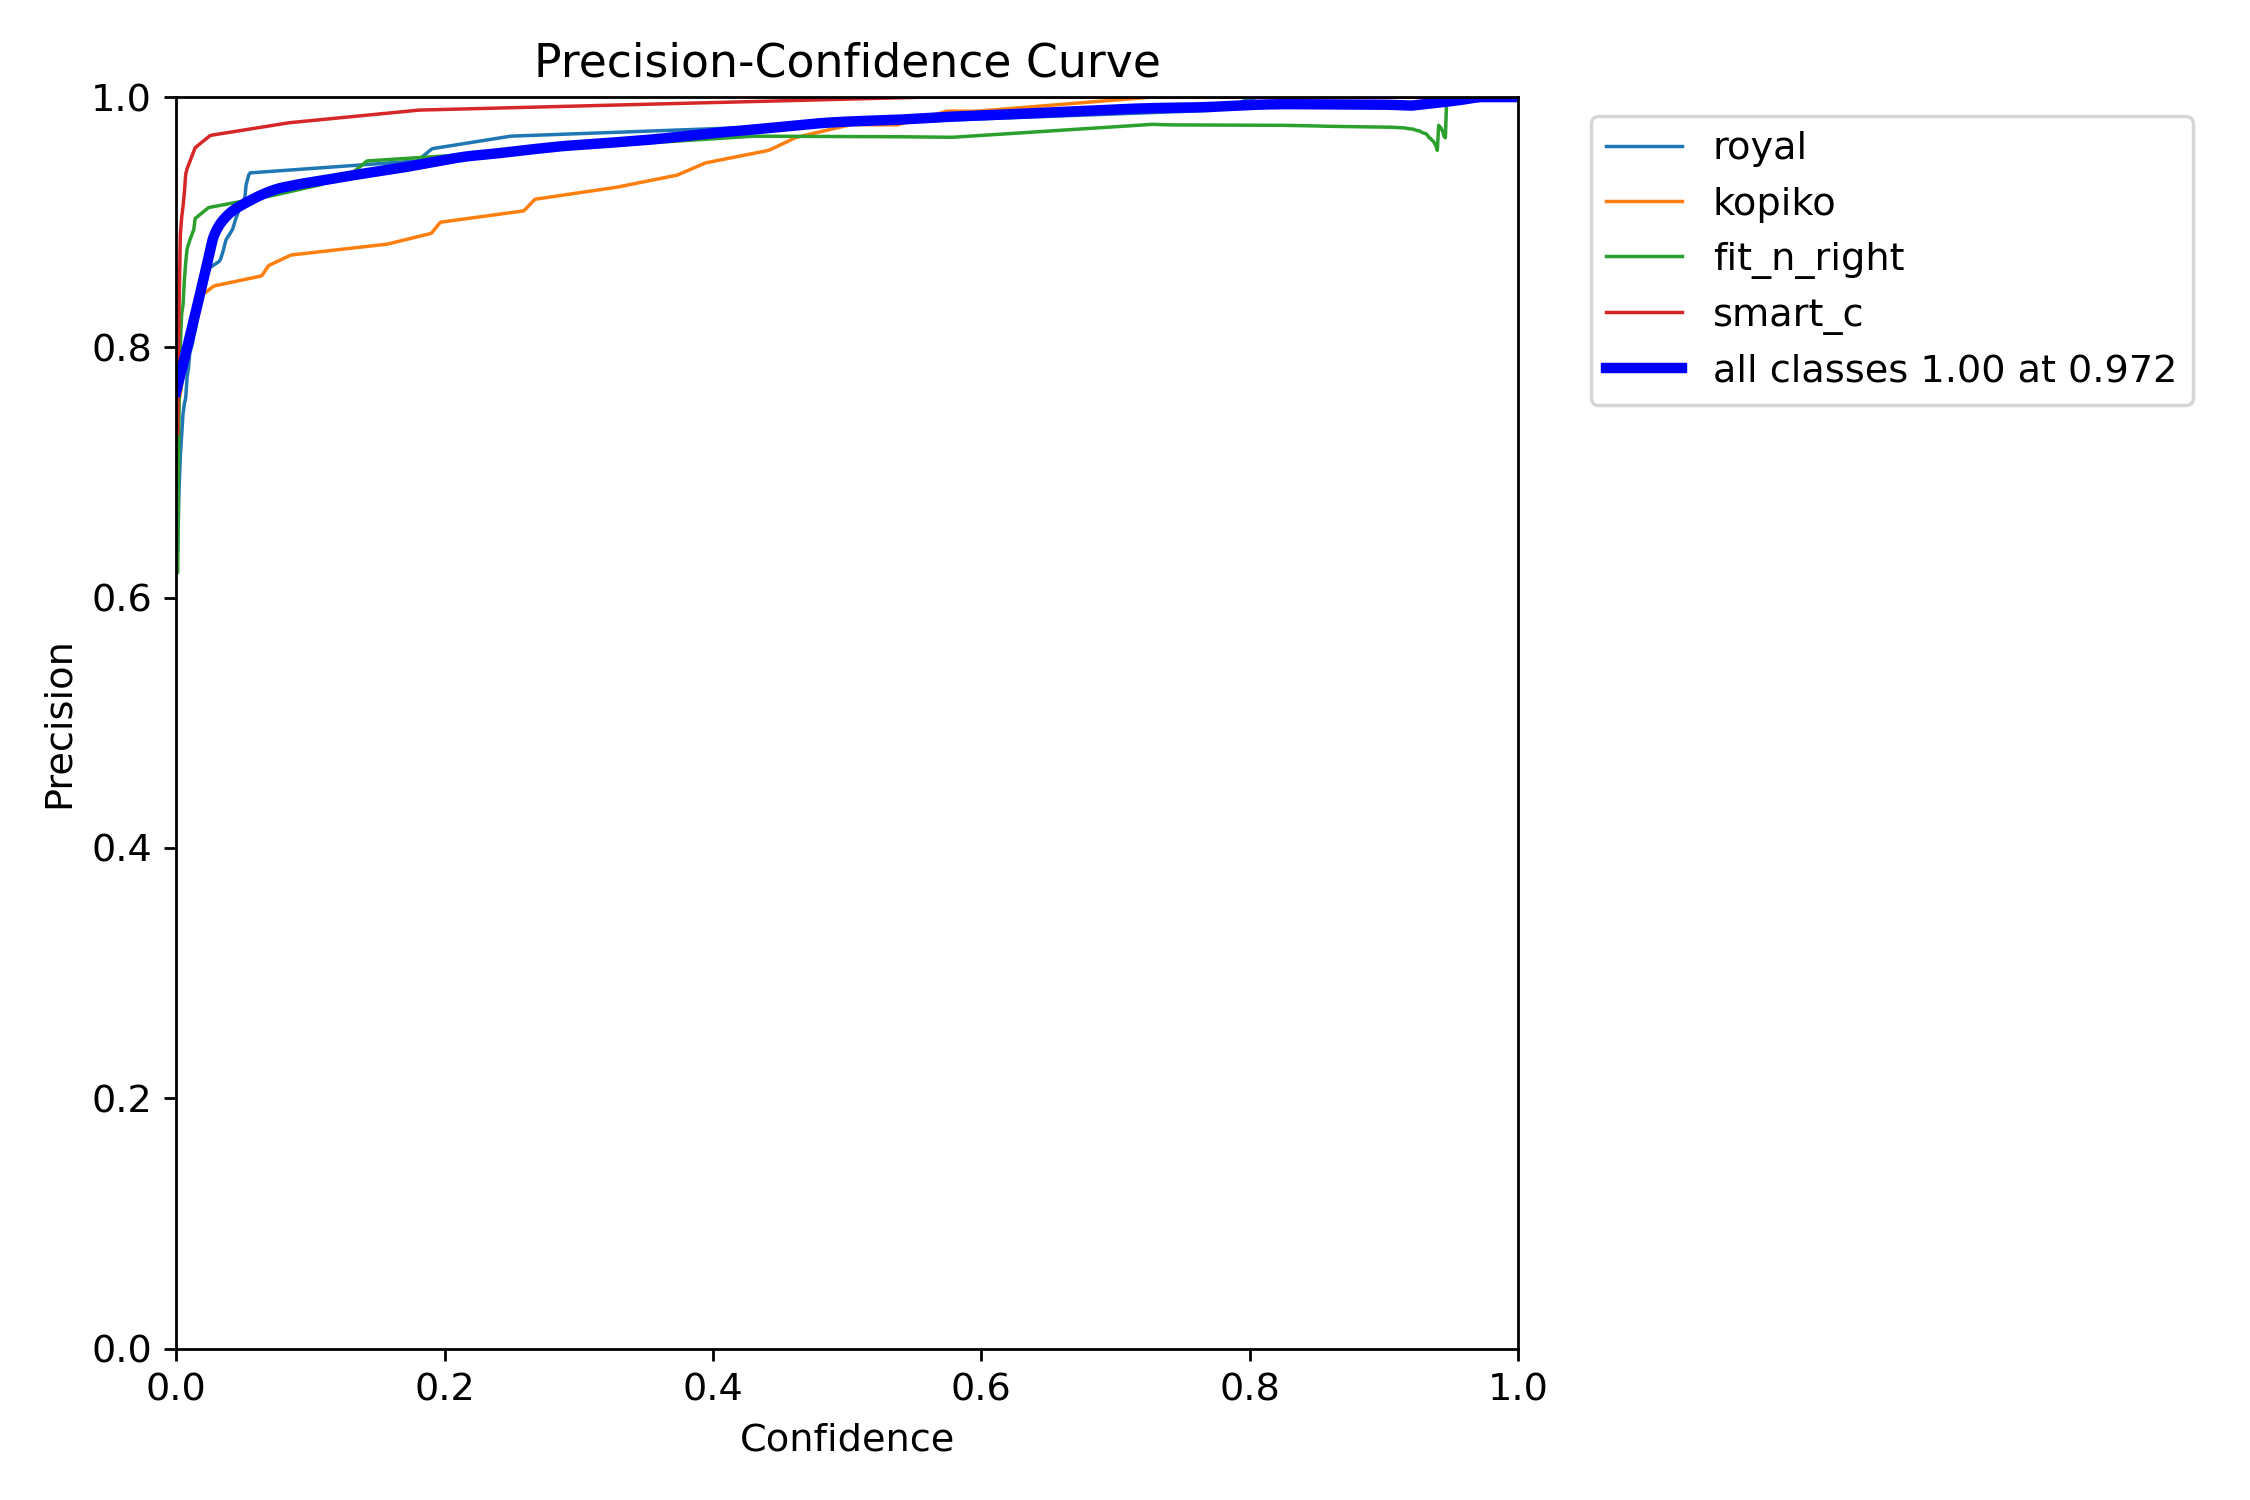 Precision-Confidence Curve
1.0
0.8
0.6
0.4
0.2
0.0
Precision
0.0 0.2 0.4 0.6 0.8 1.0
Confidence
royal
kopiko
fit_n_right
smart_c
all classes 1.00 at 0.972